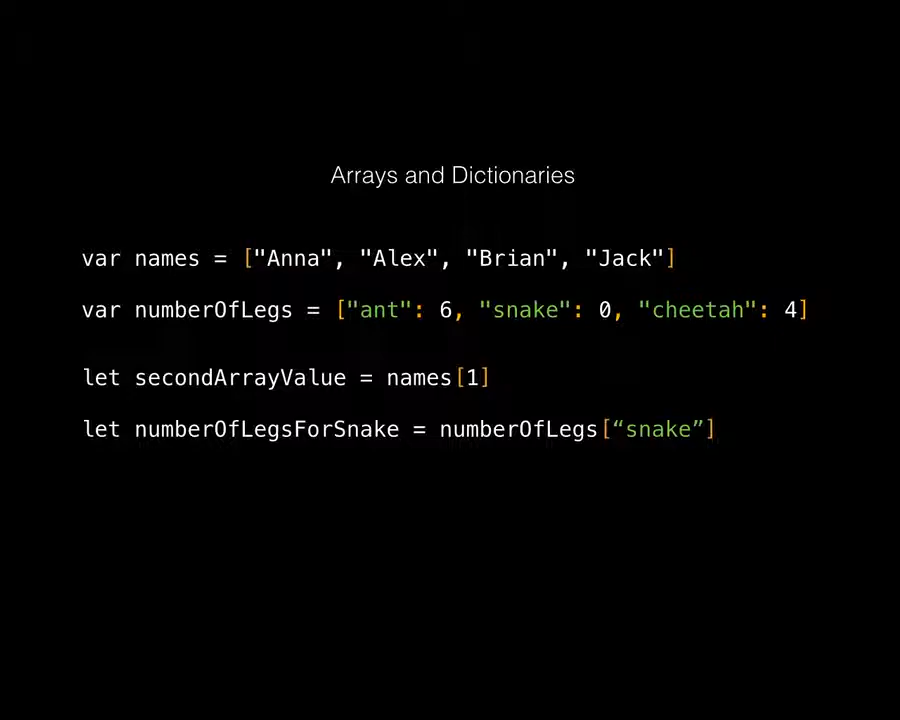 Arrays and Dictionaries
var names = ["Anna", "Alex", "Brian", "Jack"]
var numberOfLegs = ["ant": 6, "snake": 0, "cheetah": 4]
let secondArrayValue = names[1]
let numberOfLegsForSnake = numberOfLegs[“snake”]